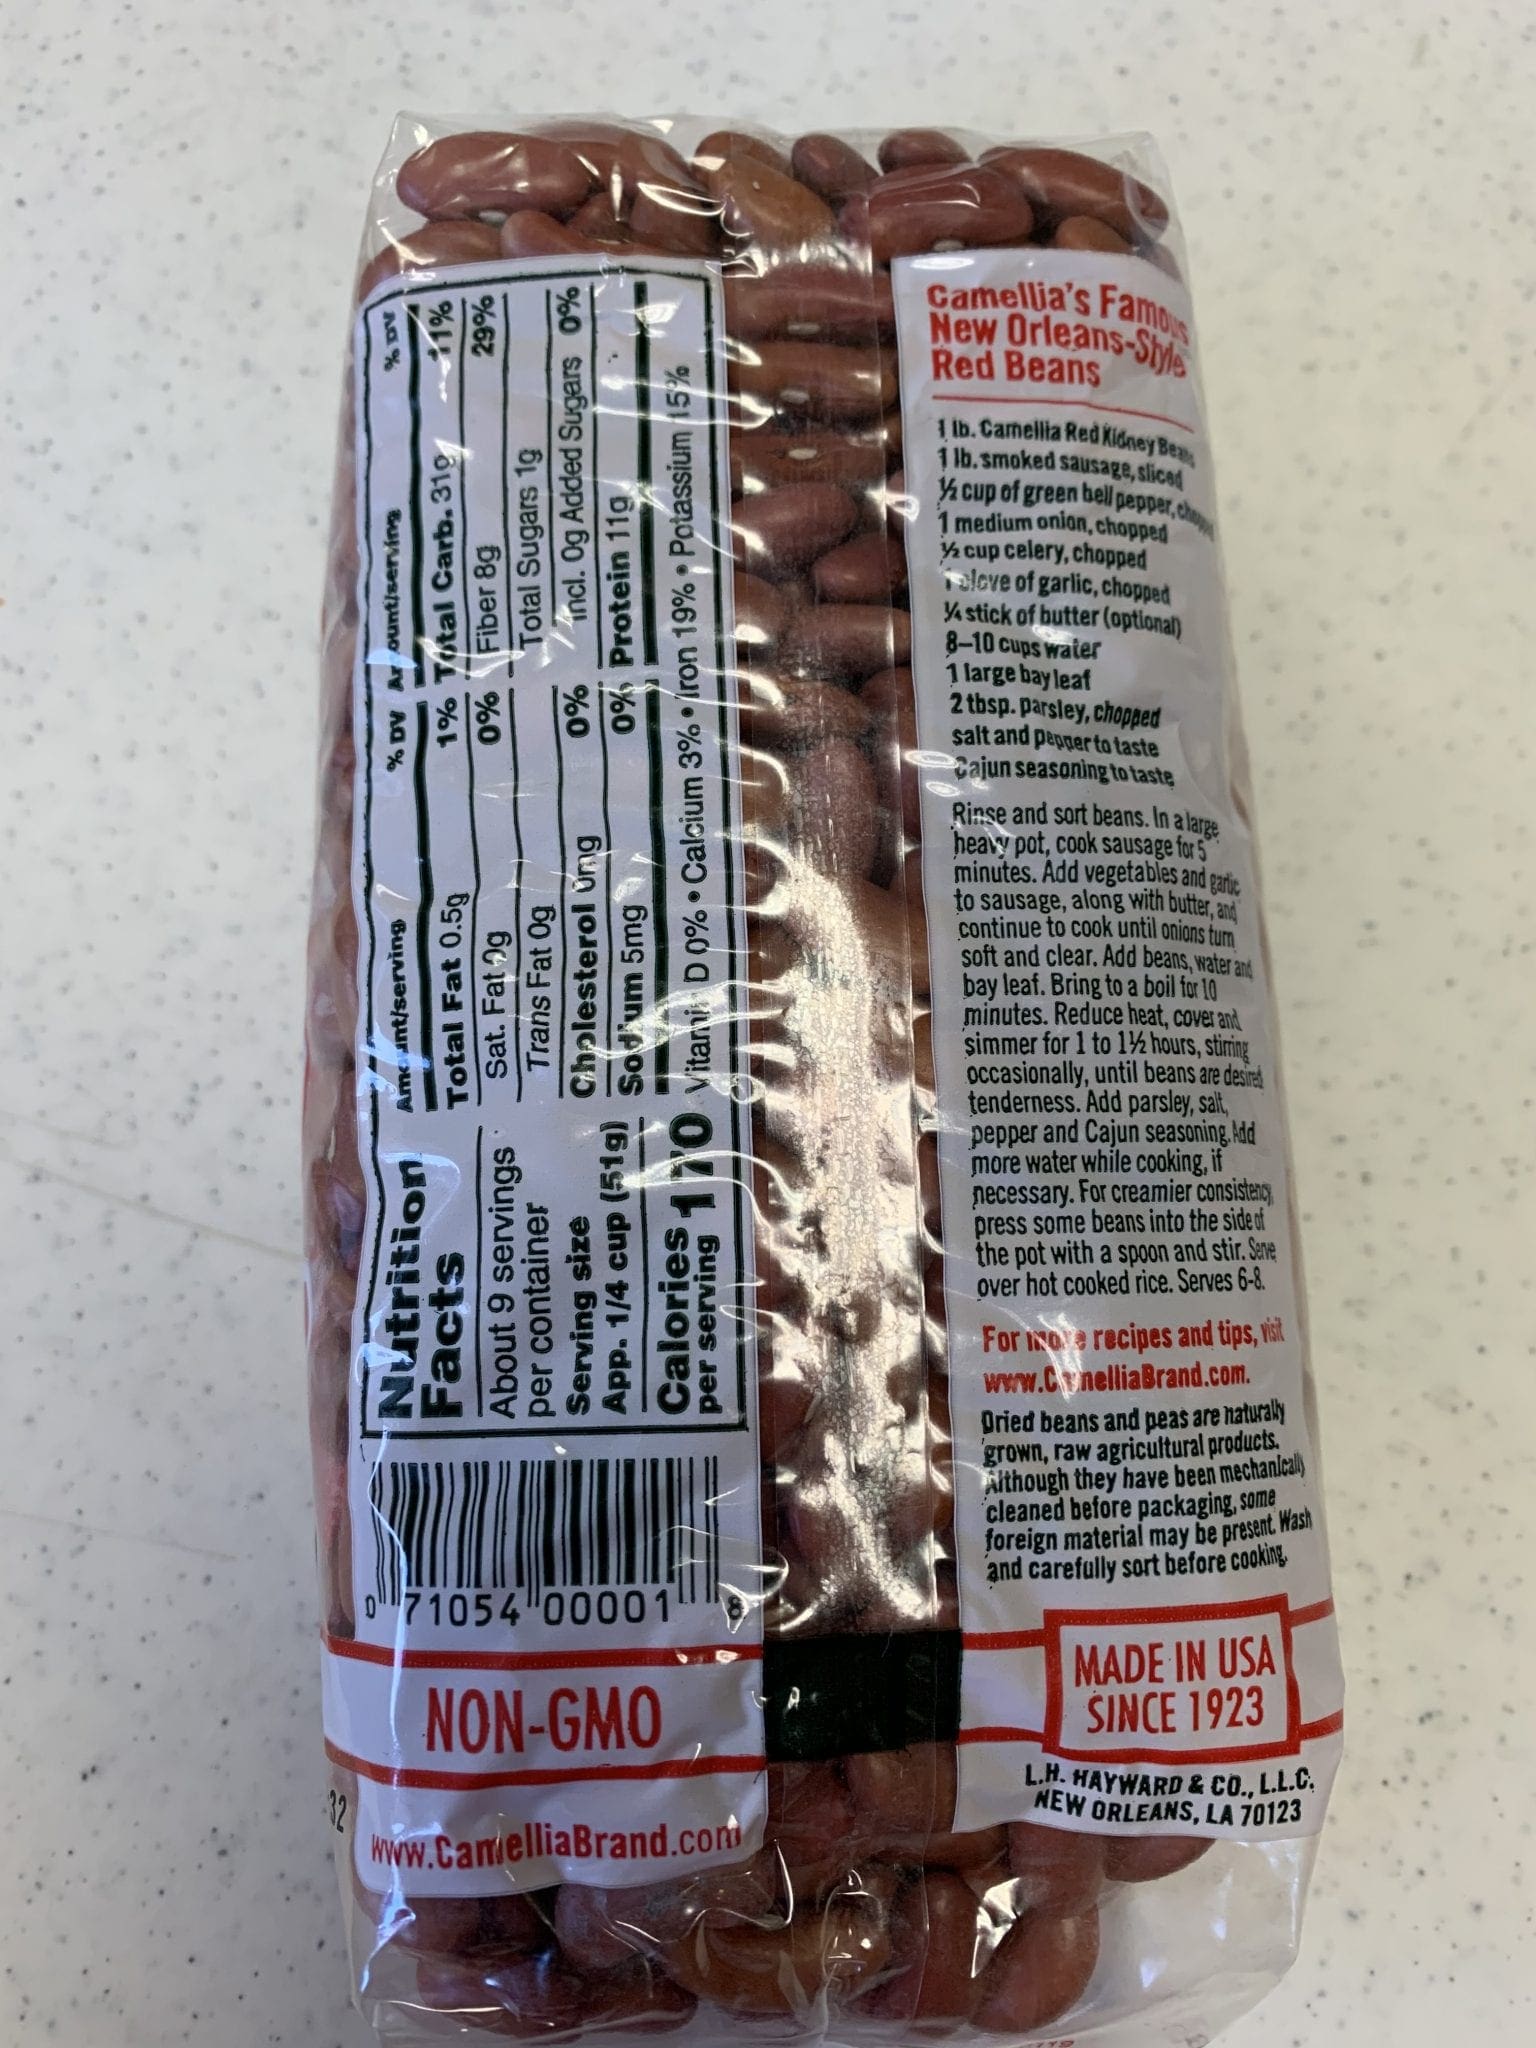 Nutrition
Facts
About 9 servings
per container
Serving size
App. 1/4 cup (51g)
Calories 170
per serving
Amount/serving % DV
Total Fat 0.5g 1%
Sat. Fat 0g 0%
Trans Fat 0g
Cholesterol 0mg 0%
Sodium 5mg 0%
Amount/serving % DV
Total Carb. 31g 11%
Fiber 8g 29%
Total Sugars 1g
Incl. 0g Added Sugars 0%
Protein 11g
Vitamin D 0% • Calcium 3% • Iron 19% • Potassium 15%
0 71054 00001 8
NON-GMO
32
www.CamelliaBrand.com
Camellia's Famous
New Orleans-Style
Red Beans
1 lb. Camellia Red Kidney Beans
1 lb. smoked sausage, sliced
½ cup of green bell pepper, chopped
1 medium onion, chopped
½ cup celery, chopped
1 clove of garlic, chopped
¼ stick of butter (optional)
8–10 cups water
1 large bay leaf
2 tbsp. parsley, chopped
salt and pepper to taste
Cajun seasoning to taste
Rinse and sort beans. In a large
heavy pot, cook sausage for 5
minutes. Add vegetables and garlic
to sausage, along with butter, and
continue to cook until onions turn
soft and clear. Add beans, water and
bay leaf. Bring to a boil for 10
minutes. Reduce heat, cover and
simmer for 1 to 1½ hours, stirring
occasionally, until beans are desired
tenderness. Add parsley, salt,
pepper and Cajun seasoning. Add
more water while cooking, if
necessary. For creamier consistency,
press some beans into the side of
the pot with a spoon and stir. Serve
over hot cooked rice. Serves 6-8.
For more recipes and tips, visit
www.CamelliaBrand.com.
Dried beans and peas are naturally
grown, raw agricultural products.
Although they have been mechanically
cleaned before packaging, some
foreign material may be present. Wash
and carefully sort before cooking.
MADE IN USA
SINCE 1923
L.H. HAYWARD & CO., L.L.C.
NEW ORLEANS, LA 70123